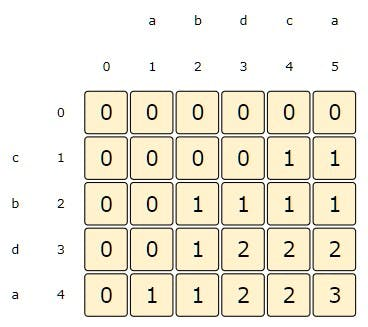 a b d c a
0 1 2 3 4 5
0 0 0 0 0 0 0
c 1 0 0 0 0 1 1
b 2 0 0 1 1 1 1
d 3 0 0 1 2 2 2
a 4 0 1 1 2 2 3